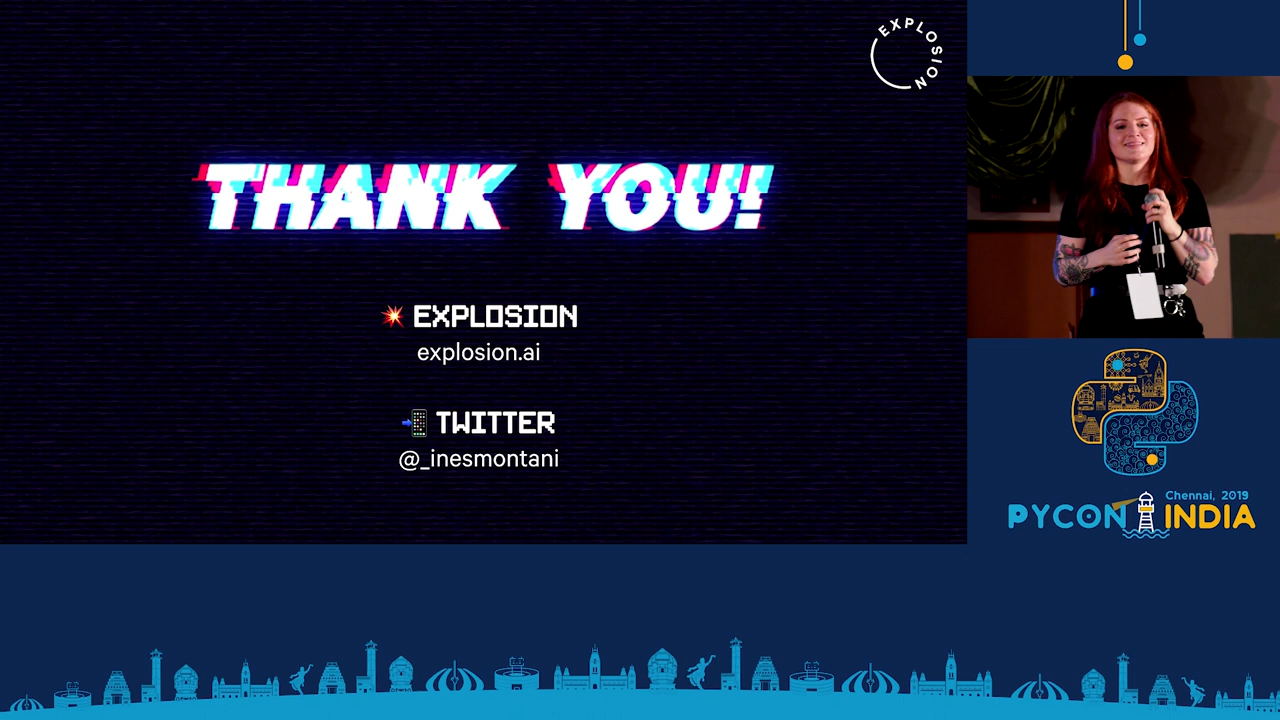 EXPLOSION
THANK YOU!
💥 EXPLOSION
explosion.ai
📲 TWITTER
@_inesmontani
Chennai, 2019
PYCON INDIA